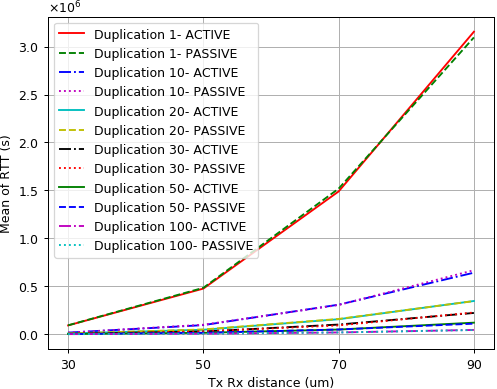 ×10⁶
3.0
2.5
2.0
1.5
1.0
0.5
0.0
Mean of RTT (s)
Duplication 1- ACTIVE
Duplication 1- PASSIVE
Duplication 10- ACTIVE
Duplication 10- PASSIVE
Duplication 20- ACTIVE
Duplication 20- PASSIVE
Duplication 30- ACTIVE
Duplication 30- PASSIVE
Duplication 50- ACTIVE
Duplication 50- PASSIVE
Duplication 100- ACTIVE
Duplication 100- PASSIVE
30 50 70 90
Tx Rx distance (um)